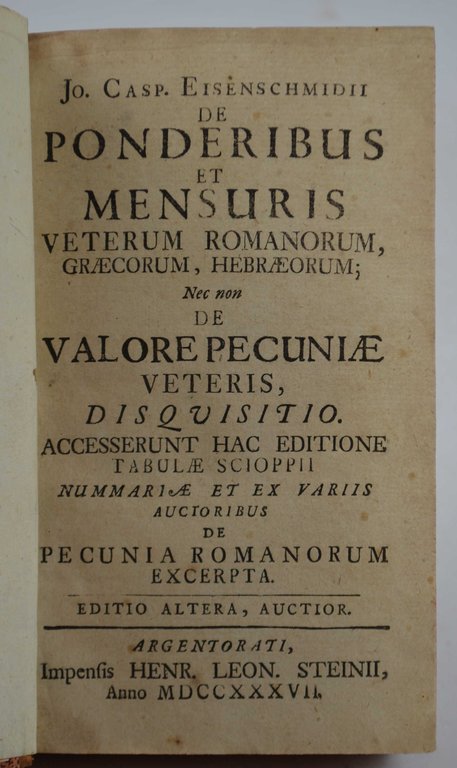 JO. CASP. EISENSCHMIDII
DE
PONDERIBUS
ET
MENSURIS
VETERUM ROMANORUM,
GRÆCORUM, HEBRÆORUM;
Nec non
DE
VALORE PECUNIÆ
VETERIS,
DISQUISITIO.
ACCESSERUNT HAC EDITIONE
TABULÆ SCIOPPII
NUMMARIÆ ET EX VARIIS
AUCTORIBUS
DE
PECUNIA ROMANORUM
EXCERPTA.
EDITIO ALTERA, AUCTIOR.
ARGENTORATI,
Impensis HENR. LEON. STEINII,
Anno MDCCXXXVII.